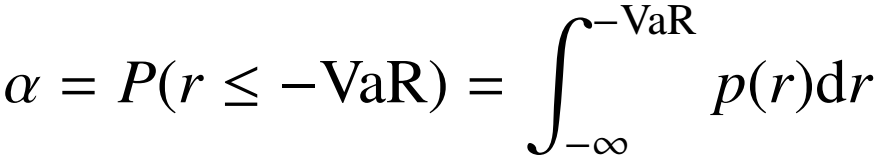 α = P(r ≤ −VaR) = ∫_{−∞}^{−VaR} p(r)dr